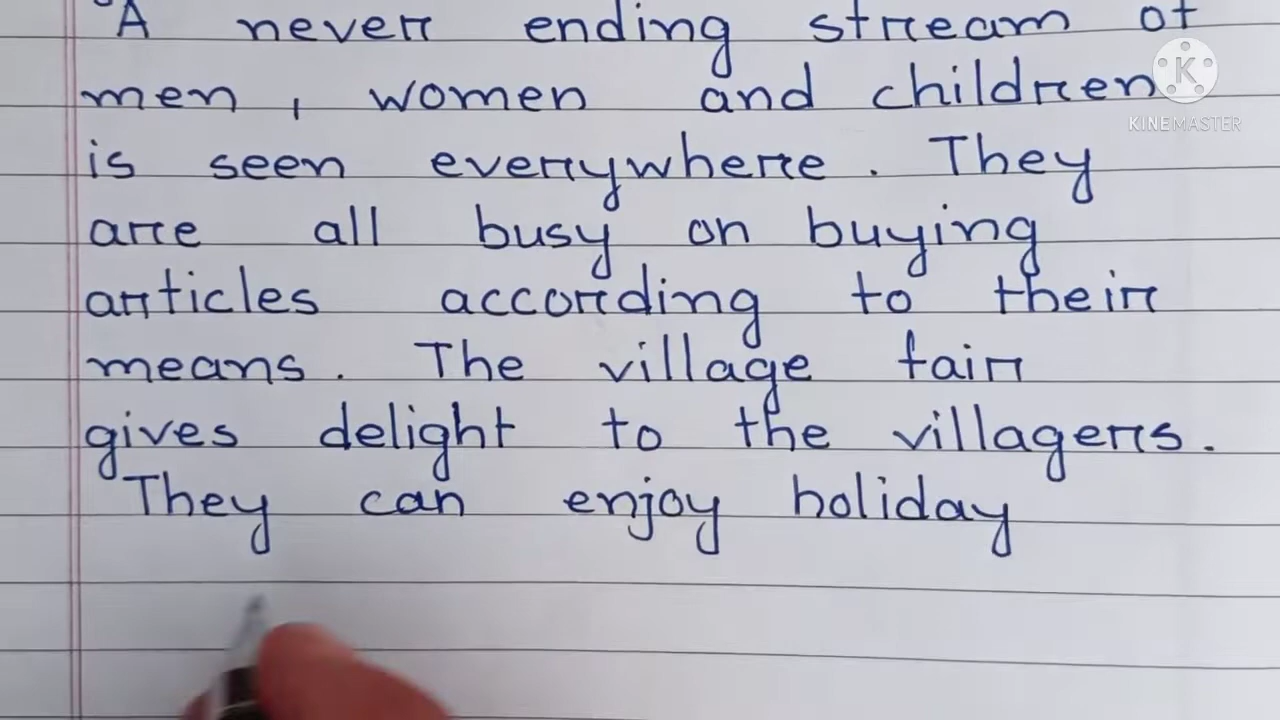 A never ending stream of
men, women and children
is seen everywhere. They
are all busy on buying
articles according to their
means. The village fair
gives delight to the villagers.
They can enjoy holiday
KINEMASTER